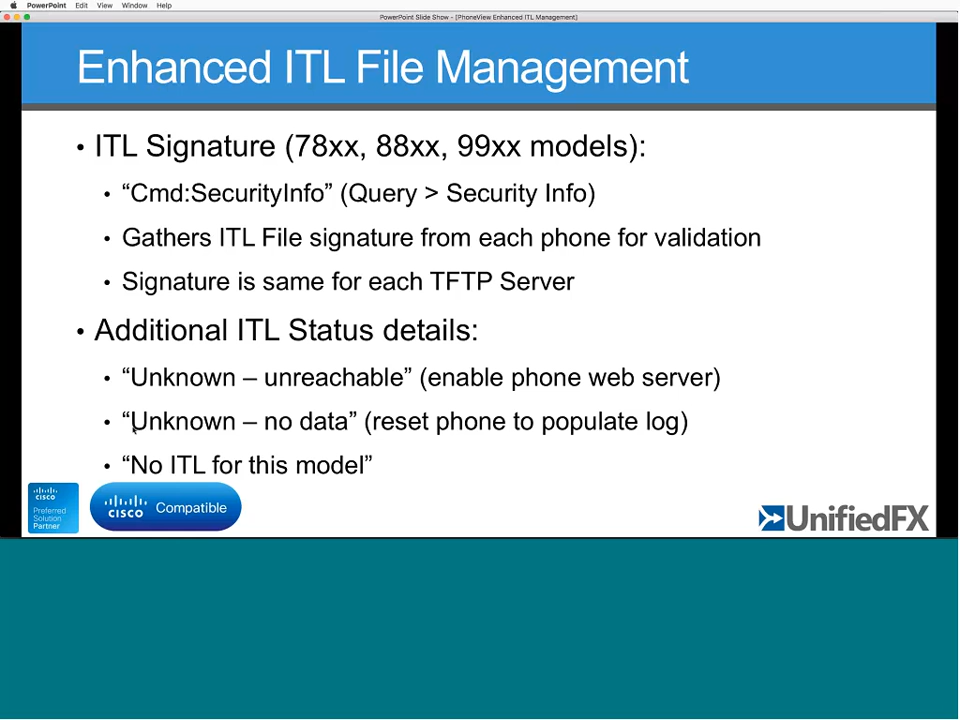 PowerPoint Edit View Window Help
PowerPoint Slide Show - [PhoneView Enhanced ITL Management]
Enhanced ITL File Management
• ITL Signature (78xx, 88xx, 99xx models):
• “Cmd:SecurityInfo” (Query > Security Info)
• Gathers ITL File signature from each phone for validation
• Signature is same for each TFTP Server
• Additional ITL Status details:
• “Unknown – unreachable” (enable phone web server)
• “Unknown – no data” (reset phone to populate log)
• “No ITL for this model”
CISCO
Preferred
Solution
Partner
CISCO Compatible
UnifiedFX